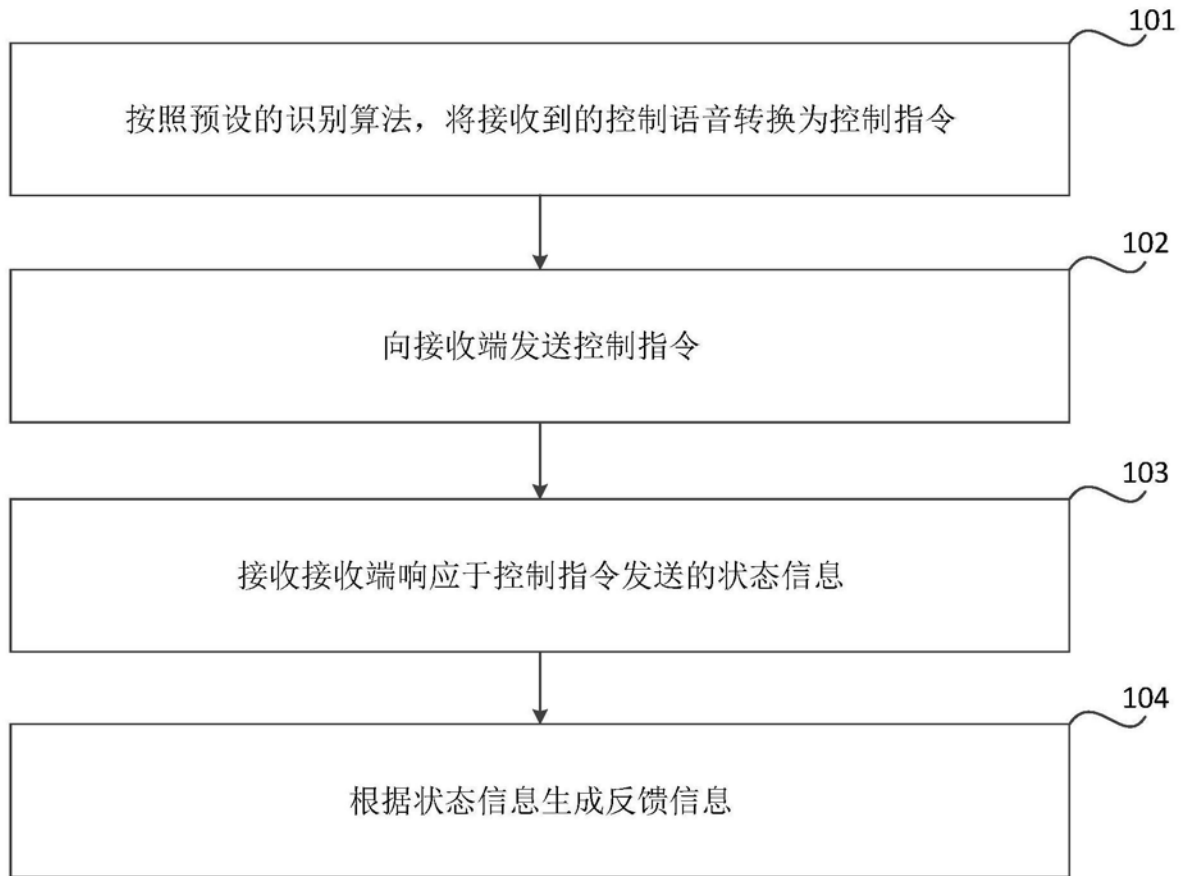 101
按照预设的识别算法，将接收到的控制语音转换为控制指令
102
向接收端发送控制指令
103
接收接收端响应于控制指令发送的状态信息
104
根据状态信息生成反馈信息